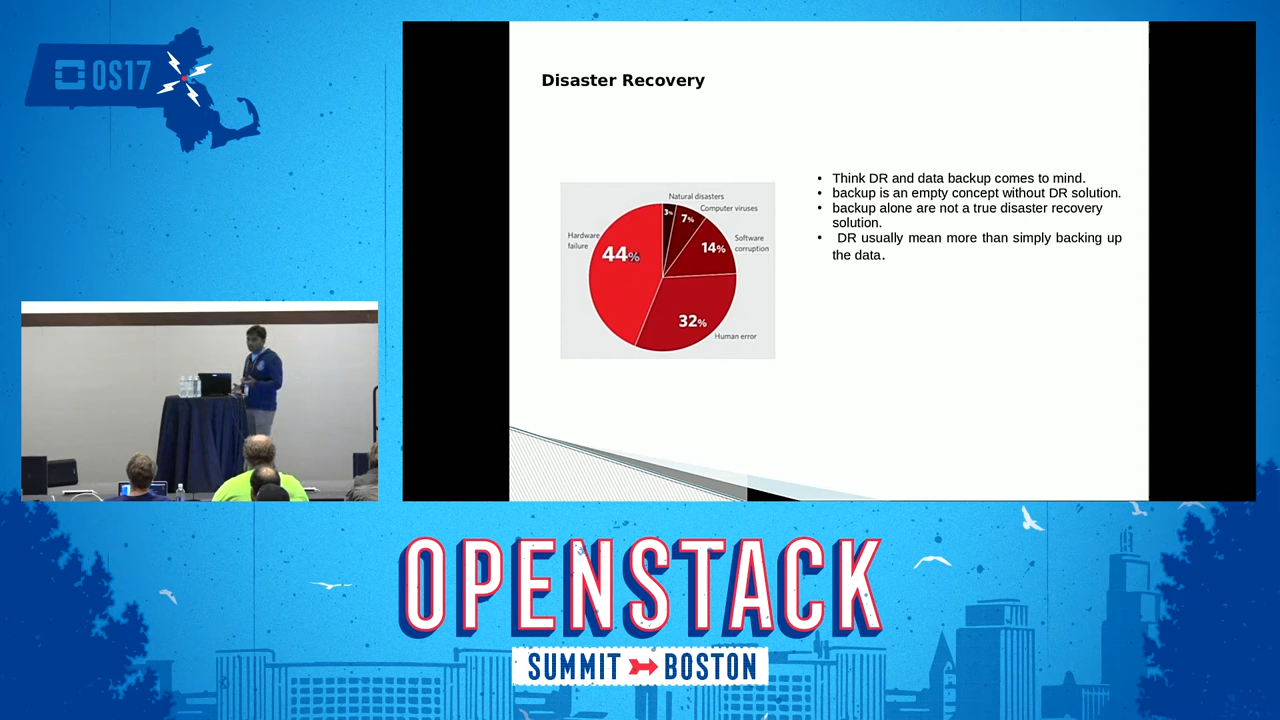 OS17
Disaster Recovery
Natural disasters
3%
7%
Computer viruses
Hardware
failure
44%
14%
Software
corruption
32%
Human error
• Think DR and data backup comes to mind.
• backup is an empty concept without DR solution.
• backup alone are not a true disaster recovery
solution.
• DR usually mean more than simply backing up
the data.
OPENSTACK
SUMMIT BOSTON